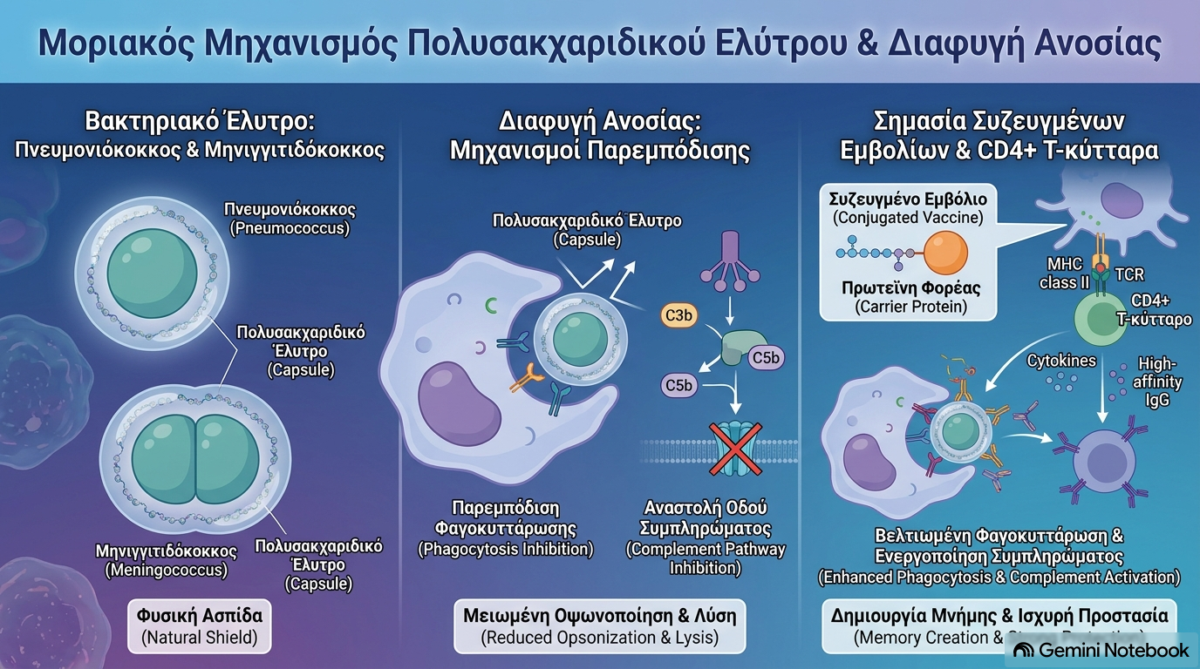 Μοριακός Μηχανισμός Πολυσακχαριδικού Ελύτρου & Διαφυγή Ανοσίας
Βακτηριακό Έλυτρο:
Πνευμονιόκοκκος & Μηνιγγιτιδόκοκκος
Πνευμονιόκοκκος
(Pneumococcus)
Πολυσακχαριδικό
Έλυτρο
(Capsule)
Μηνιγγιτιδόκοκκος
(Meningococcus)
Πολυσακχαριδικό
Έλυτρο
(Capsule)
Φυσική Ασπίδα
(Natural Shield)
Διαφυγή Ανοσίας:
Μηχανισμοί Παρεμπόδισης
Πολυσακχαριδικό Έλυτρο
(Capsule)
C3b
C5b
C5b
Παρεμπόδιση
Φαγοκυττάρωσης
(Phagocytosis Inhibition)
Αναστολή Οδού
Συμπληρώματος
(Complement Pathway
Inhibition)
Μειωμένη Οψωνοποίηση & Λύση
(Reduced Opsonization & Lysis)
Σημασία Συζευγμένων
Εμβολίων & CD4+ Τ-κύτταρα
Συζευγμένο Εμβόλιο
(Conjugated Vaccine)
Πρωτεϊνη Φορέας
(Carrier Protein)
MHC
class II
TCR
CD4+
Τ-κύτταρο
Cytokines
High-
affinity
IgG
Βελτιωμένη Φαγοκυττάρωση &
Ενεργοποίηση Συμπληρώματος
(Enhanced Phagocytosis & Complement Activation)
Δημιουργία Μνήμης & Ισχυρή Προστασία
(Memory Creation &
Gemini Notebook